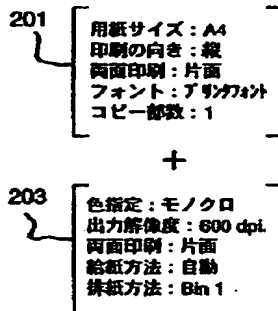 201
用紙サイズ：A4
印刷の向き：縦
両面印刷：片面
フォント：プリンタフォント
コピー部数：1
+
203
色指定：モノクロ
出力解像度：600 dpi.
両面印刷：片面
給紙方法：自動
排紙方法：Bin 1